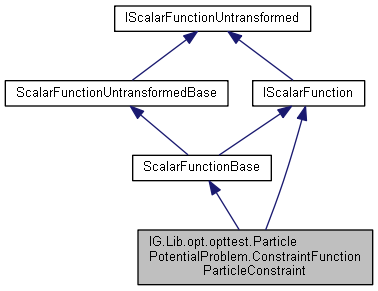 IScalarFunctionUntransformed
ScalarFunctionUntransformedBase
IScalarFunction
ScalarFunctionBase
IG.Lib.opt.opttest.Particle
PotentialProblem.ConstraintFunction
ParticleConstraint